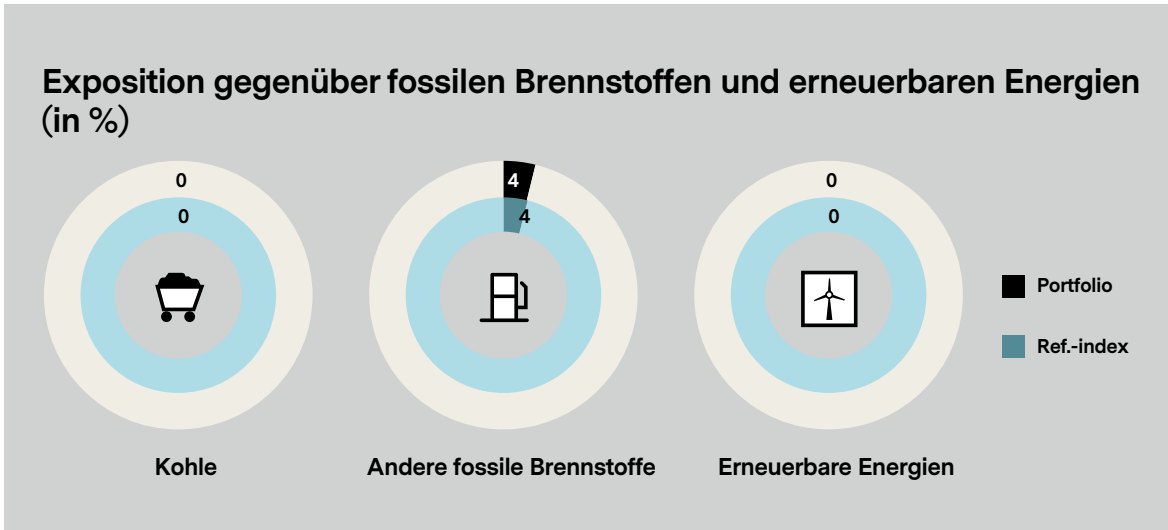 Exposition gegenüber fossilen Brennstoffen und erneuerbaren Energien
(in %)
0
0
4
4
0
0
Portfolio
Ref.-index
Kohle
Andere fossile Brennstoffe
Erneuerbare Energien